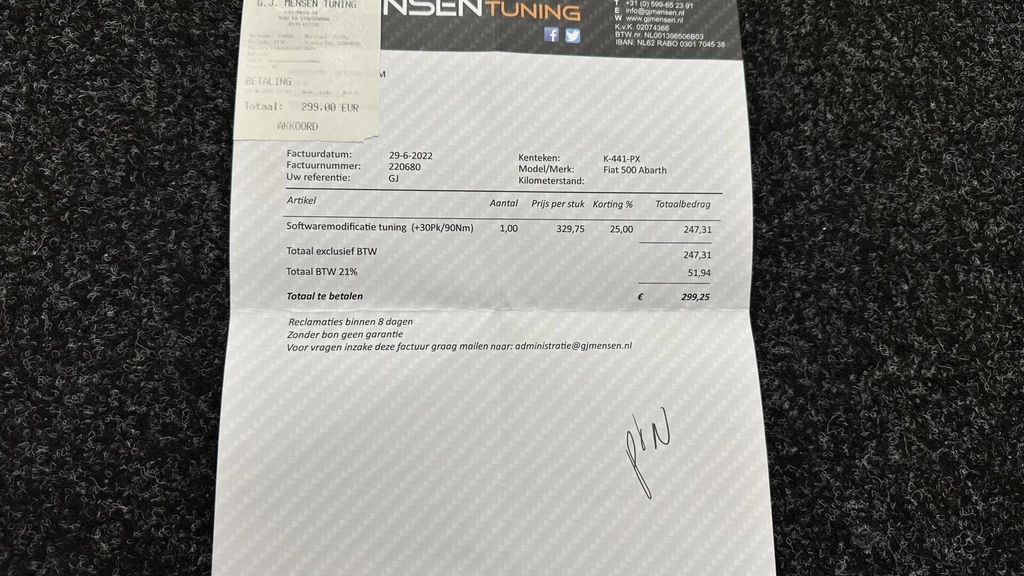 G.J. MENSEN TUNING
BETALING
Totaal: 299.00 EUR
AKKOORD
NSEN TUNING
T +31 (0) 599-65 23 91
E info@gjmensen.nl
W www.gjmensen.nl
K.v.K. 02074366
BTW nr. NL001396506B03
IBAN: NL62 RABO 0301 7045 38
M
Factuurdatum: 29-6-2022 Kenteken: K-441-PX
Factuurnummer: 220680 Model/Merk: Fiat 500 Abarth
Uw referentie: GJ Kilometerstand:
Artikel Aantal Prijs per stuk Korting % Totaalbedrag
Softwaremodificatie tuning (+30Pk/90Nm) 1,00 329,75 25,00 247,31
Totaal exclusief BTW 247,31
Totaal BTW 21% 51,94
Totaal te betalen € 299,25
Reclamaties binnen 8 dagen
Zonder bon geen garantie
Voor vragen inzake deze factuur graag mailen naar: administratie@gjmensen.nl